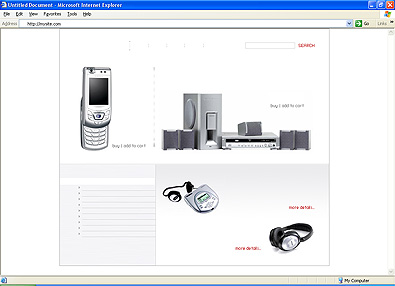 Untitled Document - Microsoft Internet Explorer
File Edit View Favorites Tools Help
Address http://mysite.com Go Links
SEARCH
buy | add to cart
buy | add to cart
more details...
more details...
My Computer